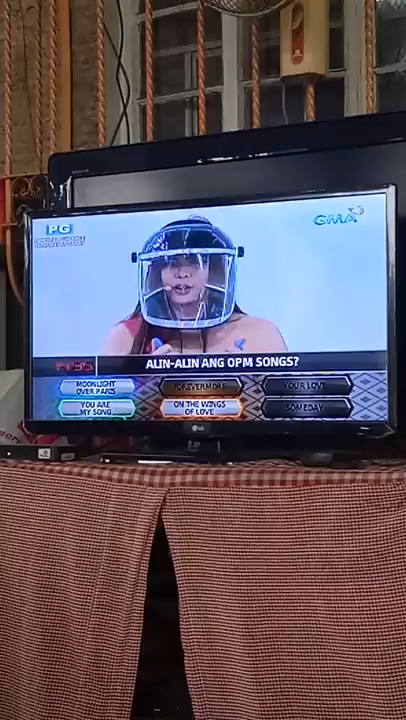 PG
GMA
ALIN-ALIN ANG OPM SONGS?
MOONLIGHT
OVER PARIS
FOREVERMORE
YOUR LOVE
YOU ARE
MY SONG
ON THE WINGS
OF LOVE
SOMEDAY
LG